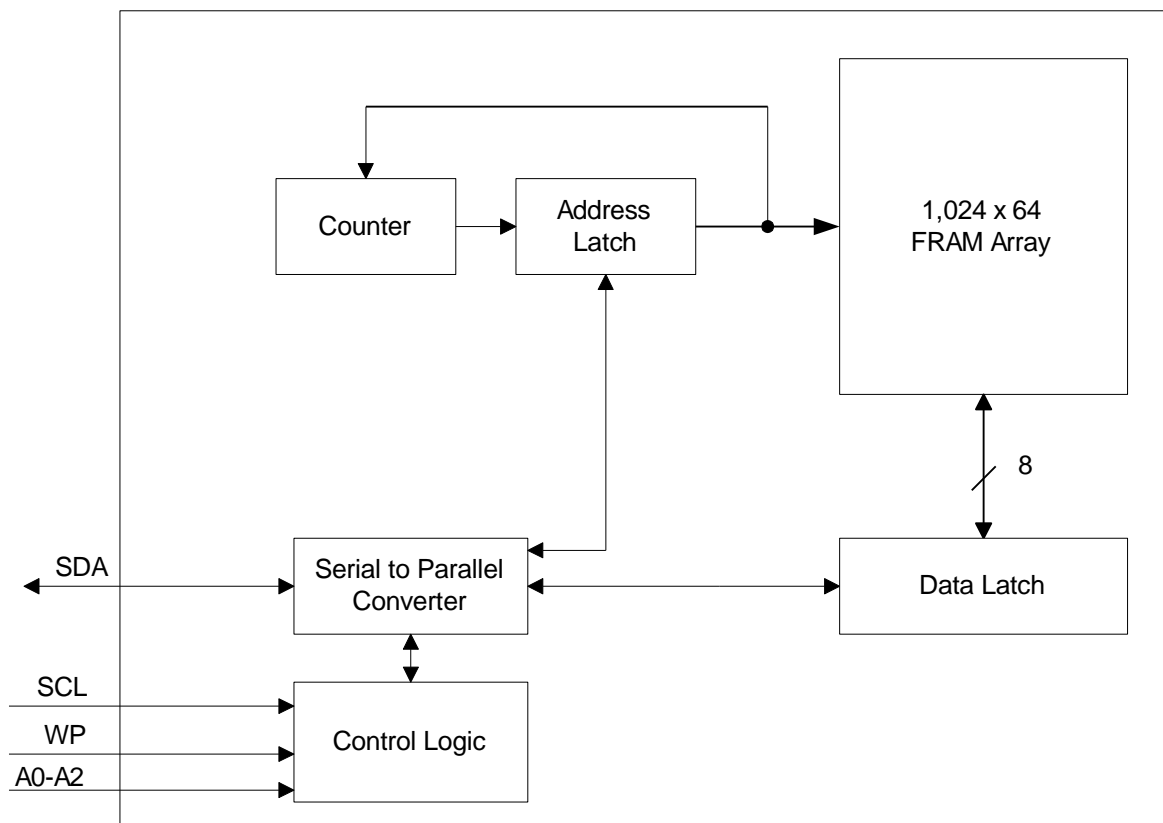 Counter
Address
Latch
1,024 x 64
FRAM Array
8
SDA
Serial to Parallel
Converter
Data Latch
SCL
WP
A0-A2
Control Logic